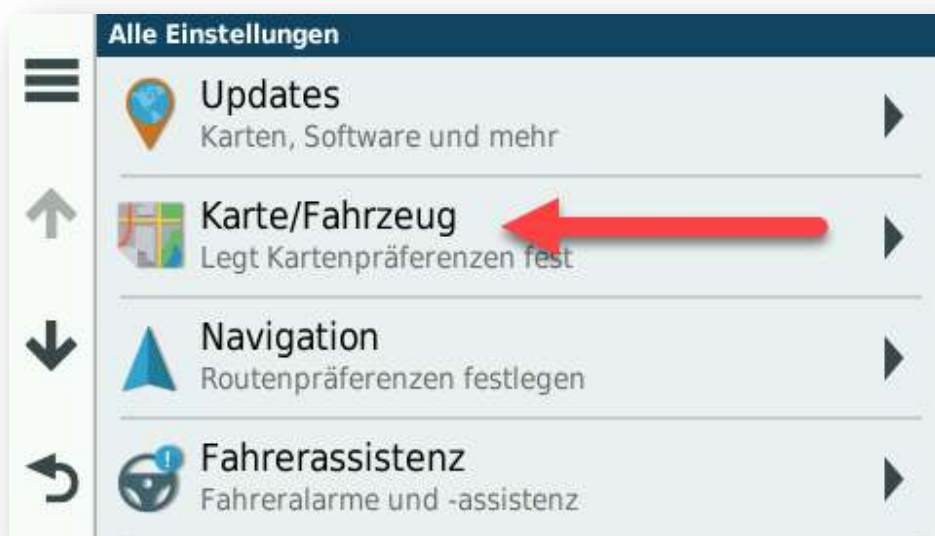 Alle Einstellungen
Updates
Karten, Software und mehr
Karte/Fahrzeug
Legt Kartenpräferenzen fest
Navigation
Routenpräferenzen festlegen
Fahrerassistenz
Fahreralarme und -assistenz